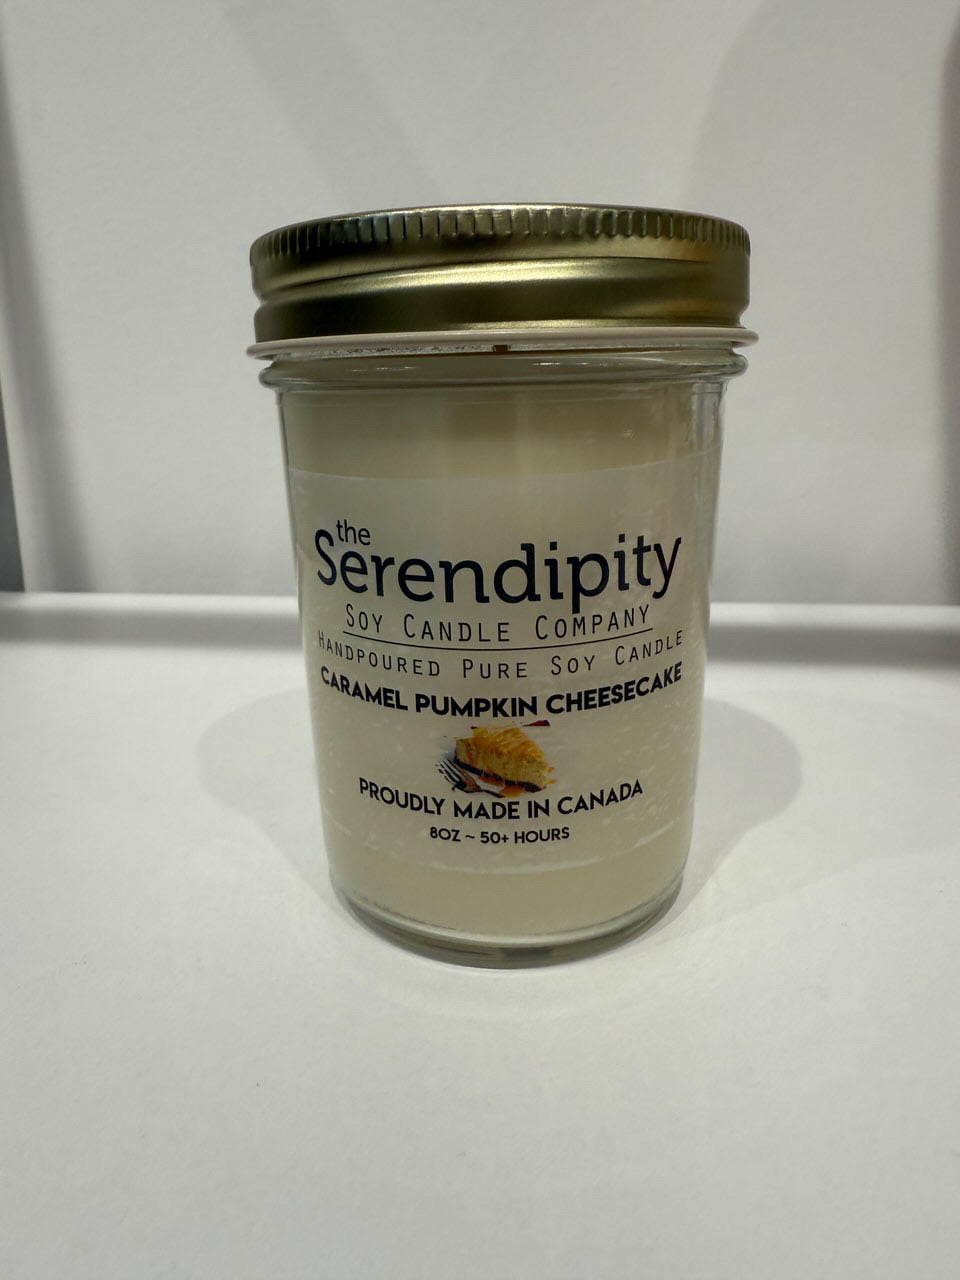 the
Serendipity
SOY CANDLE COMPANY
HANDPOURED PURE SOY CANDLE
CARAMEL PUMPKIN CHEESECAKE
PROUDLY MADE IN CANADA
8OZ ~ 50+ HOURS